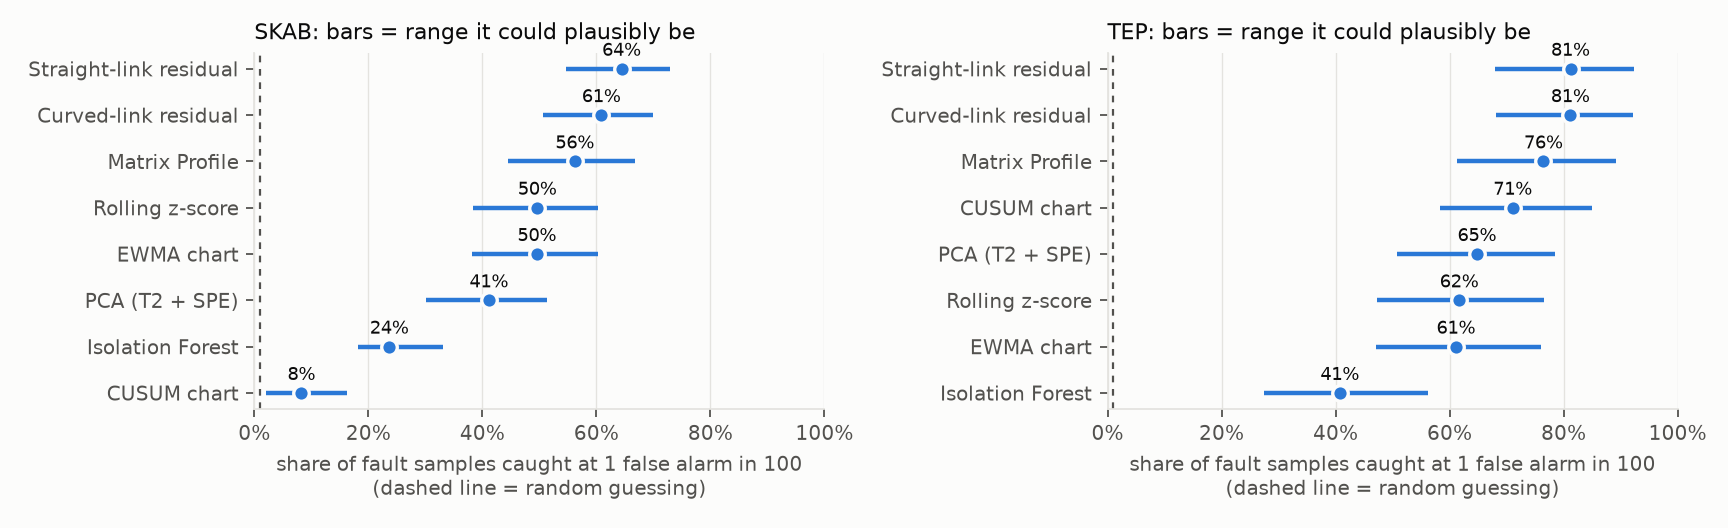 SKAB: bars = range it could plausibly be
64%
Straight-link residual
61%
Curved-link residual
56%
Matrix Profile
50%
Rolling z-score
50%
EWMA chart
41%
PCA (T2 + SPE)
24%
Isolation Forest
8%
CUSUM chart
0% 20% 40% 60% 80% 100%
share of fault samples caught at 1 false alarm in 100
(dashed line = random guessing)
TEP: bars = range it could plausibly be
81%
Straight-link residual
81%
Curved-link residual
76%
Matrix Profile
71%
CUSUM chart
65%
PCA (T2 + SPE)
62%
Rolling z-score
61%
EWMA chart
41%
Isolation Forest
0% 20% 40% 60% 80% 100%
share of fault samples caught at 1 false alarm in 100
(dashed line = random guessing)